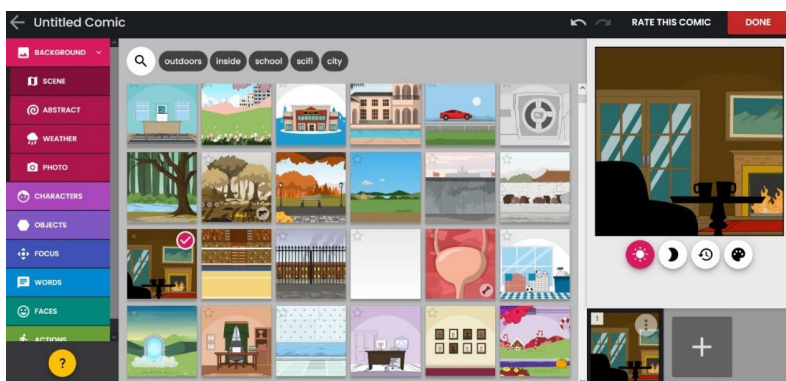 Untitled Comic
RATE THIS COMIC
DONE
BACKGROUND
outdoors inside school scifi city
SCENE
ABSTRACT
WEATHER
PHOTO
CHARACTERS
OBJECTS
FOCUS
WORDS
FACES
ACTIONS
?
1